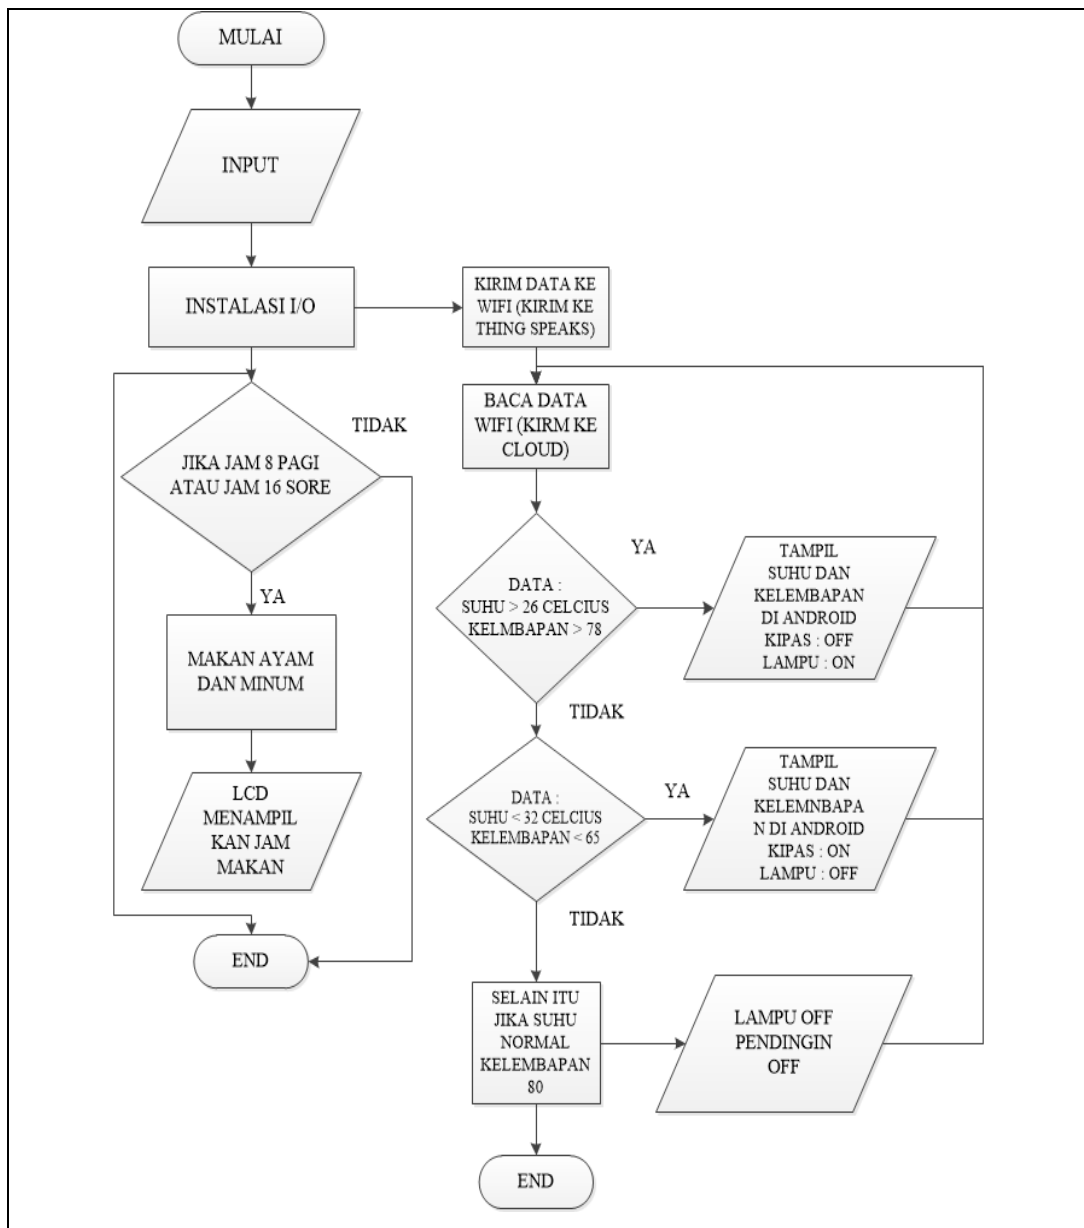 MULAI
INPUT
INSTALASI I/O
KIRIM DATA KE
WIFI (KIRIM KE
THING SPEAKS)
BACA DATA
WIFI (KIRM KE
CLOUD)
TIDAK
JIKA JAM 8 PAGI
ATAU JAM 16 SORE
YA
MAKAN AYAM
DAN MINUM
LCD
MENAMPIL
KAN JAM
MAKAN
END
DATA :
SUHU > 26 CELCIUS
KELMBAPAN > 78
YA
TAMPIL
SUHU DAN
KELEMBAPAN
DI ANDROID
KIPAS : OFF
LAMPU : ON
TIDAK
DATA :
SUHU < 32 CELCIUS
KELEMBAPAN < 65
YA
TAMPIL
SUHU DAN
KELEMNBAPA
N DI ANDROID
KIPAS : ON
LAMPU : OFF
TIDAK
SELAIN ITU
JIKA SUHU
NORMAL
KELEMBAPAN
80
LAMPU OFF
PENDINGIN
OFF
END